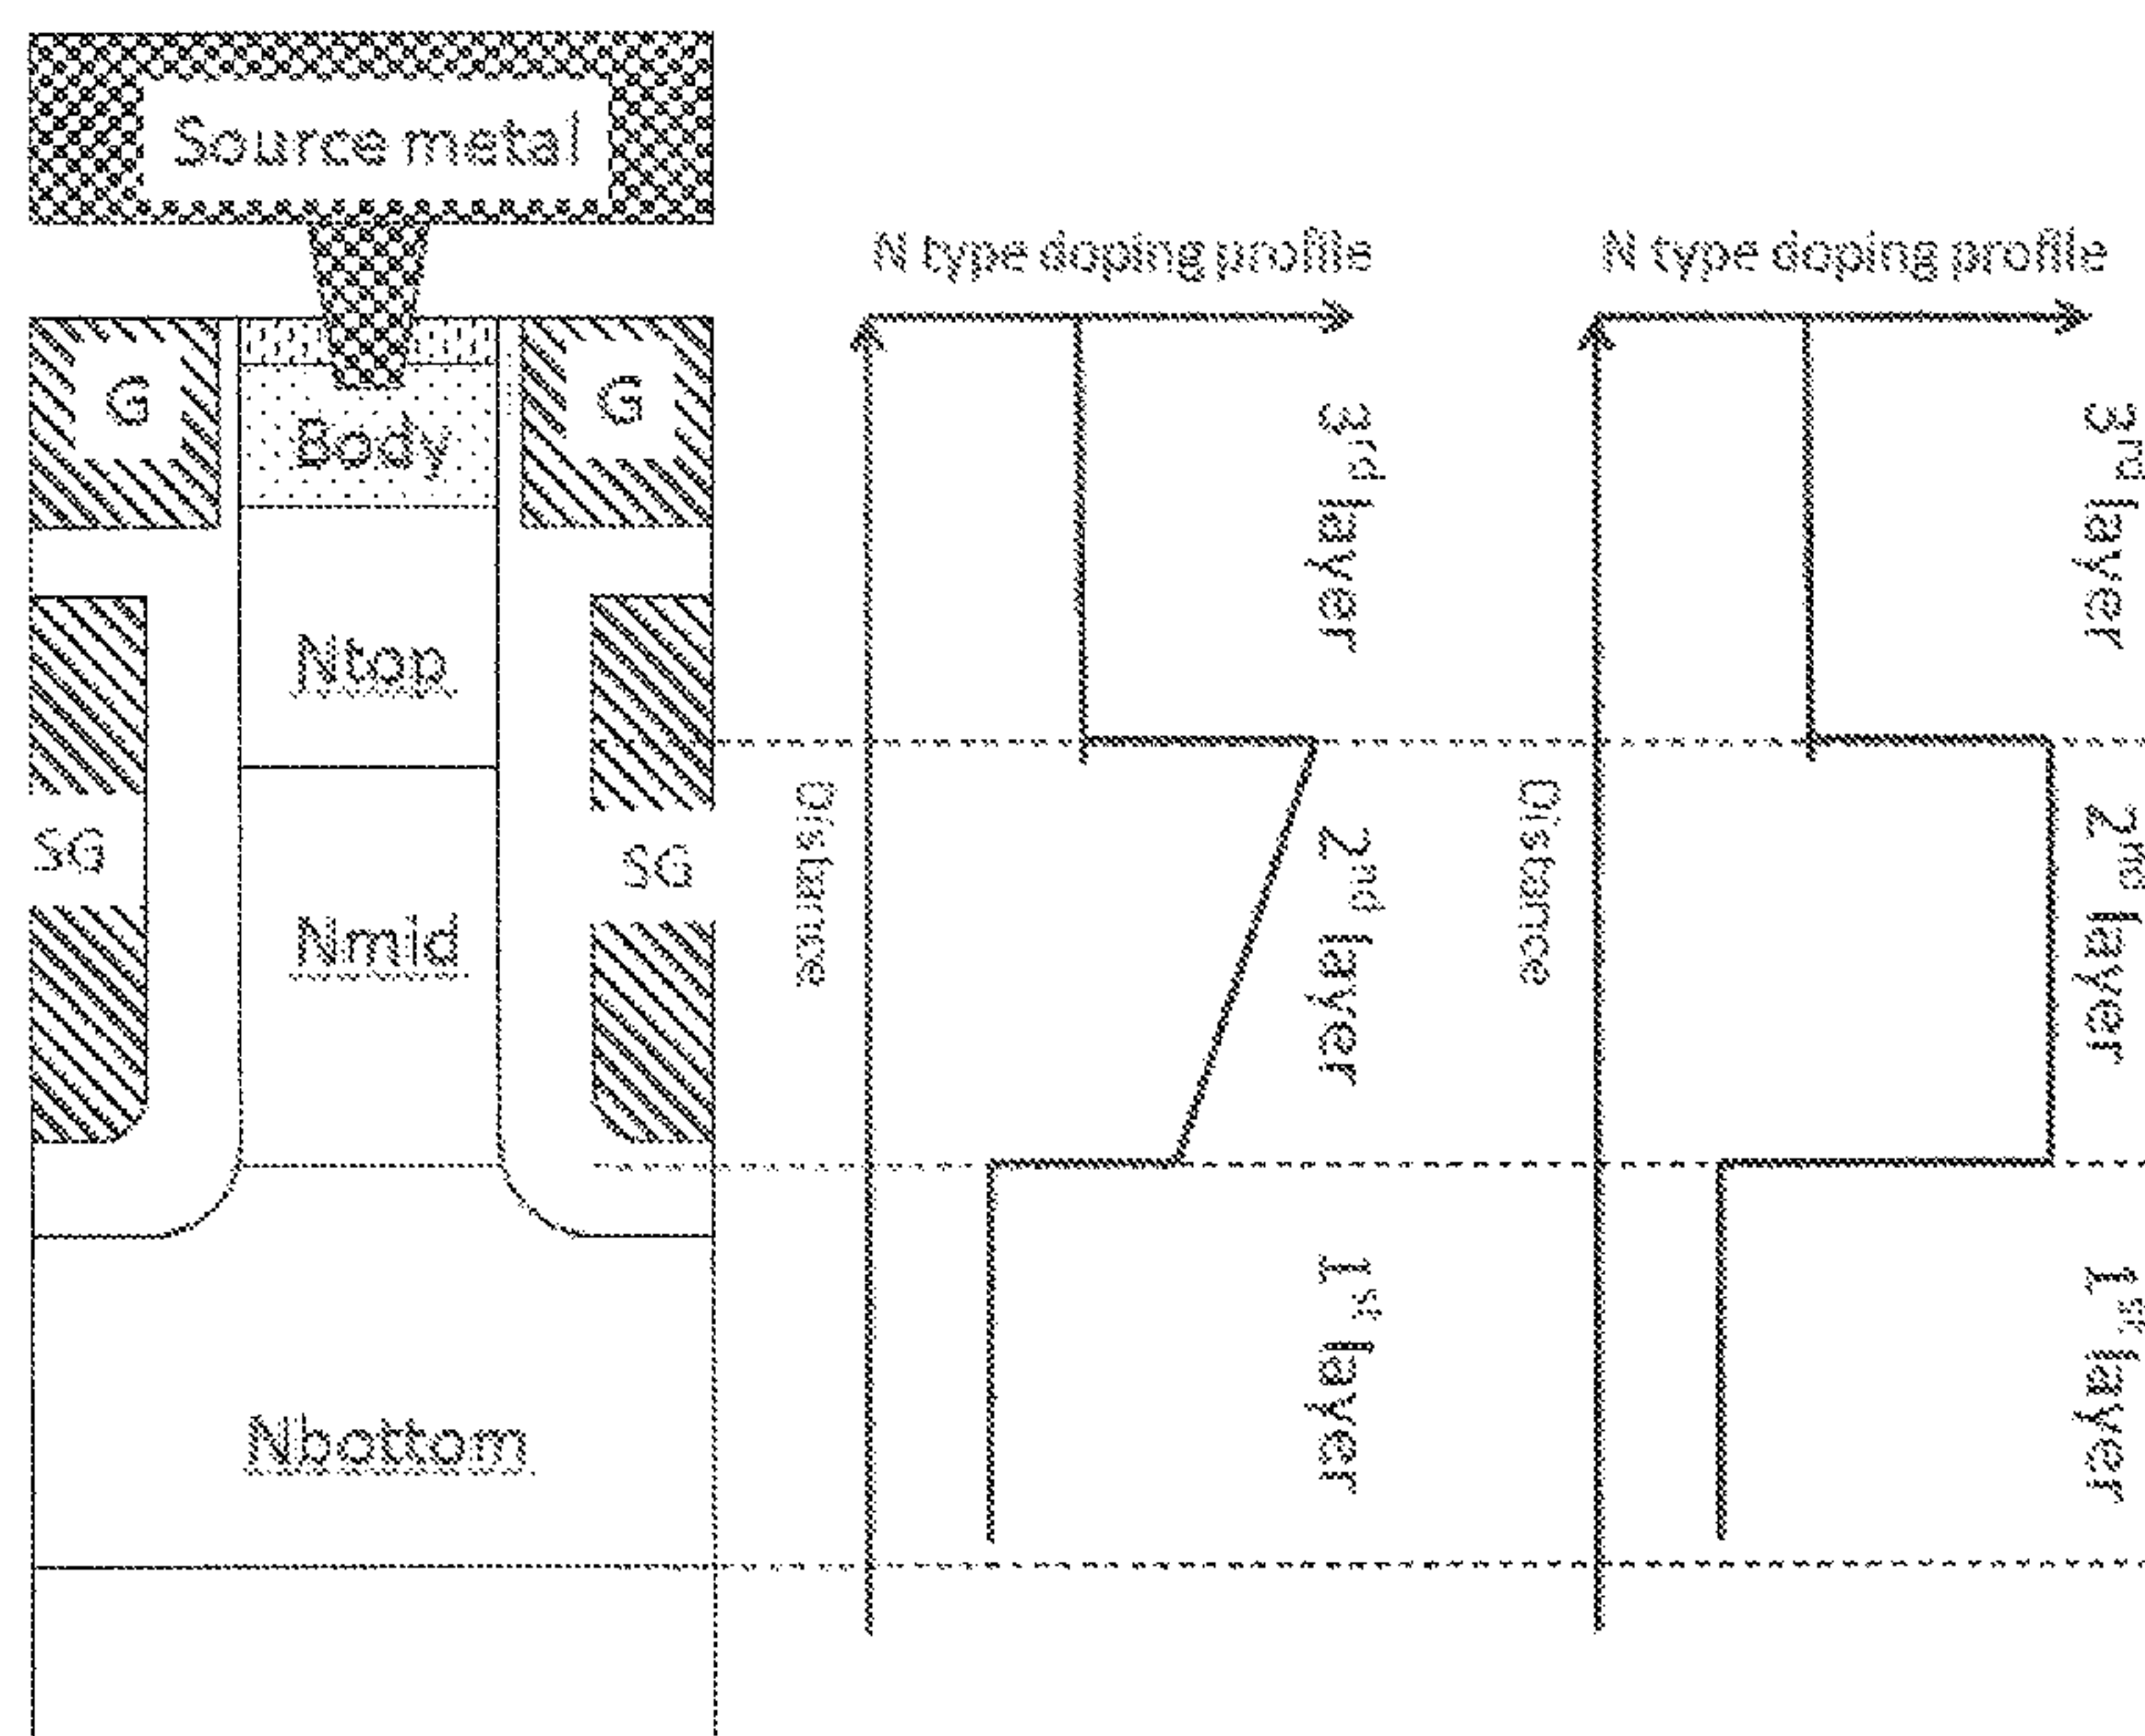 Source metal
N type doping profile
N type doping profile
G
G
Body
3rd layer
3rd layer
Ntop
Distance
Distance
2nd layer
2nd layer
SG
SG
Nmid
1st layer
1st layer
Nbottom